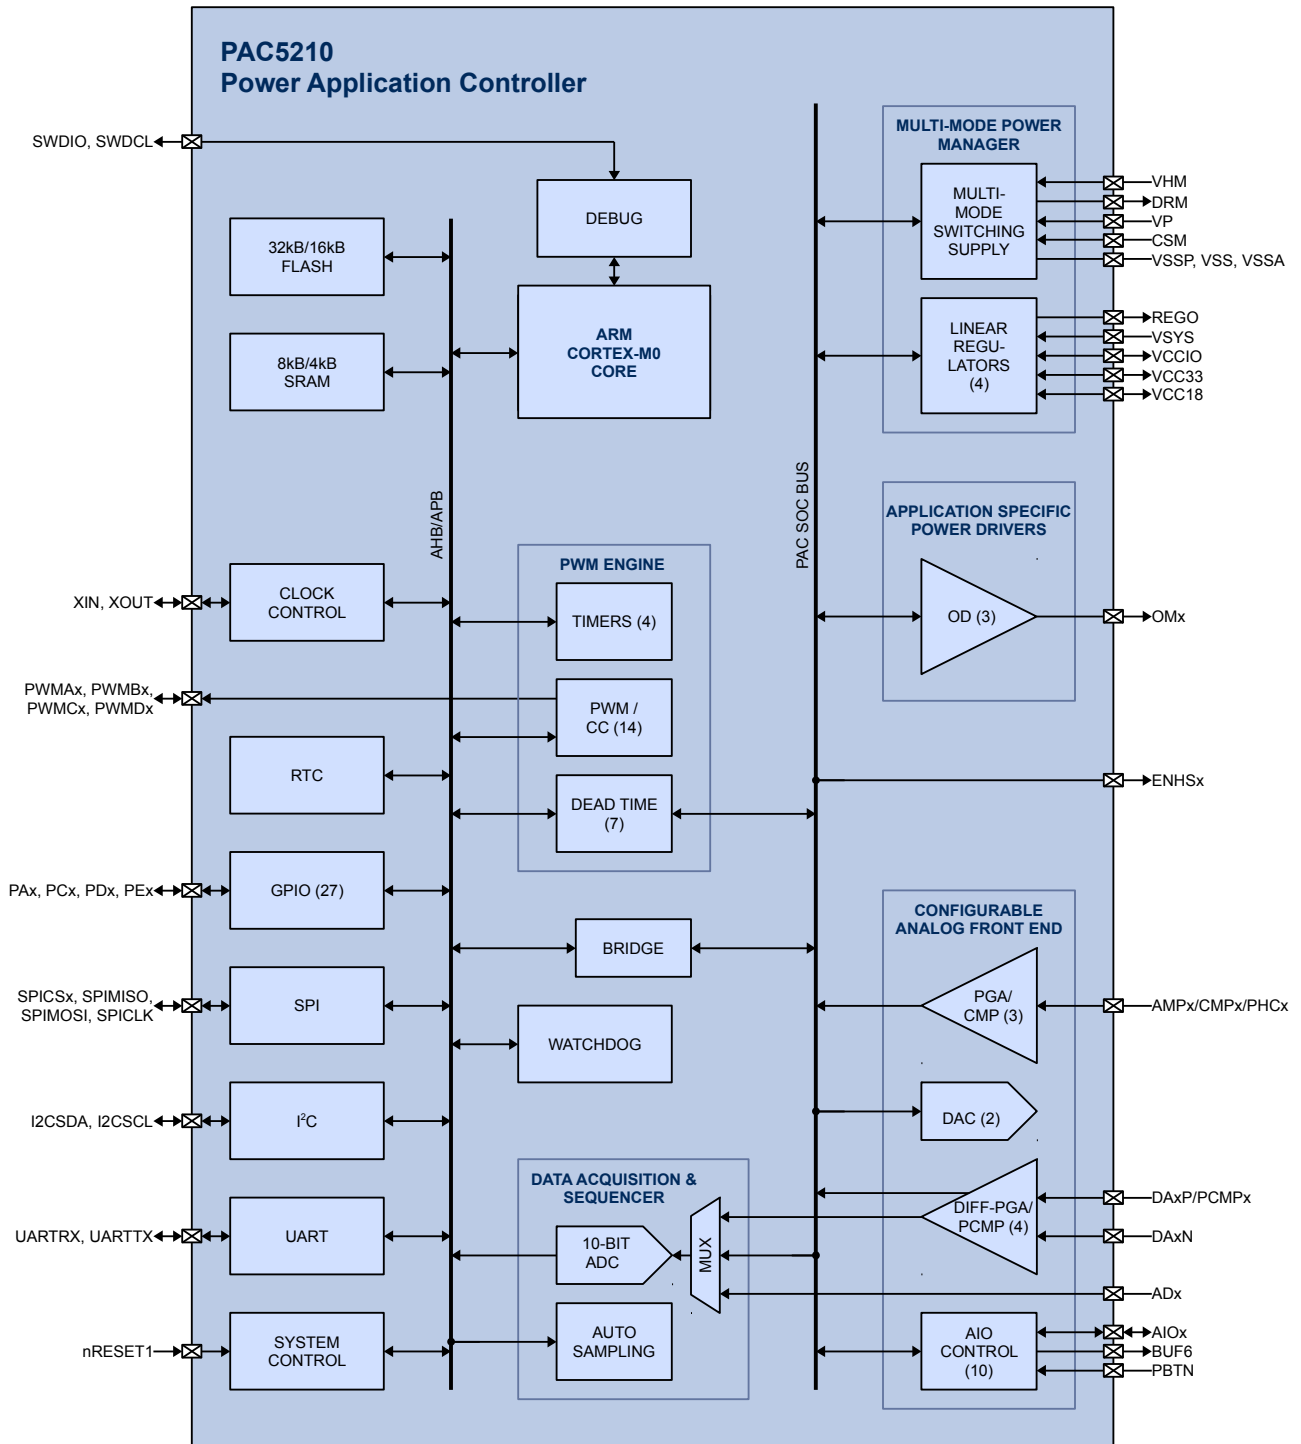 PAC5210
Power Application Controller
SWDIO, SWDCL
DEBUG
32kB/16kB
FLASH
8kB/4kB
SRAM
ARM
CORTEX-M0
CORE
AHB/APB
PAC SOC BUS
MULTI-MODE POWER
MANAGER
MULTI-
MODE
SWITCHING
SUPPLY
VHM
DRM
VP
CSM
VSSP, VSS, VSSA
LINEAR
REGU-
LATORS
(4)
REGO
VSYS
VCCIO
VCC33
VCC18
APPLICATION SPECIFIC
POWER DRIVERS
OD (3)
OMx
ENHSx
XIN, XOUT
CLOCK
CONTROL
PWM ENGINE
TIMERS (4)
PWMAx, PWMBx,
PWMCx, PWMDx
PWM /
CC (14)
RTC
DEAD TIME
(7)
PAx, PCx, PDx, PEx
GPIO (27)
BRIDGE
SPICSx, SPIMISO,
SPIMOSI, SPICLK
SPI
WATCHDOG
I2CSDA, I2CSCL
I²C
UARTRX, UARTTX
UART
nRESET1
SYSTEM
CONTROL
DATA ACQUISITION &
SEQUENCER
10-BIT
ADC
MUX
AUTO
SAMPLING
CONFIGURABLE
ANALOG FRONT END
PGA/
CMP (3)
AMPx/CMPx/PHCx
DAC (2)
DIFF-PGA/
PCMP (4)
DAxP/PCMPx
DAxN
ADx
AIO
CONTROL
(10)
AIOx
BUF6
PBTN